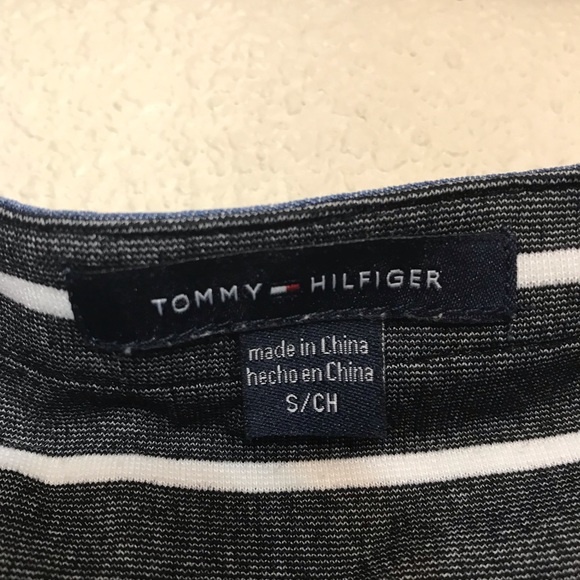 TOMMY HILFIGER
made in China
hecho en China
S/CH